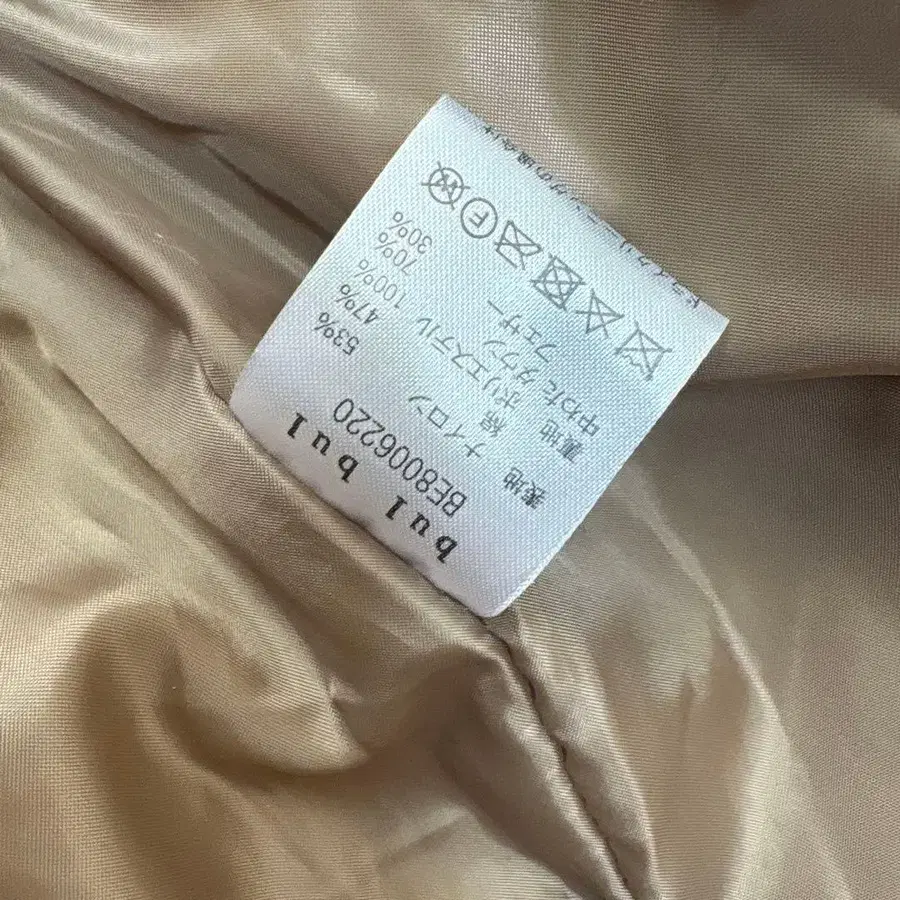 bul bul
BE8006220
表地 ナイロン 53%
綿 47%
裏地 ポリエステル 100%
中わた ダウン 70%
フェザー 30%
F
W